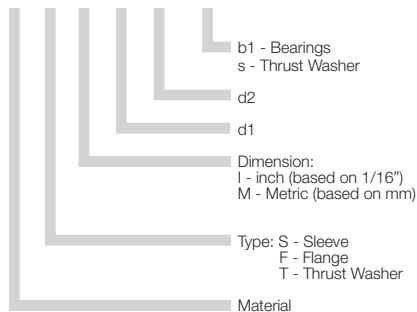 b1 - Bearings
s - Thrust Washer
d2
d1
Dimension:
I - inch (based on 1/16”)
M - Metric (based on mm)
Type: S - Sleeve
F - Flange
T - Thrust Washer
Material